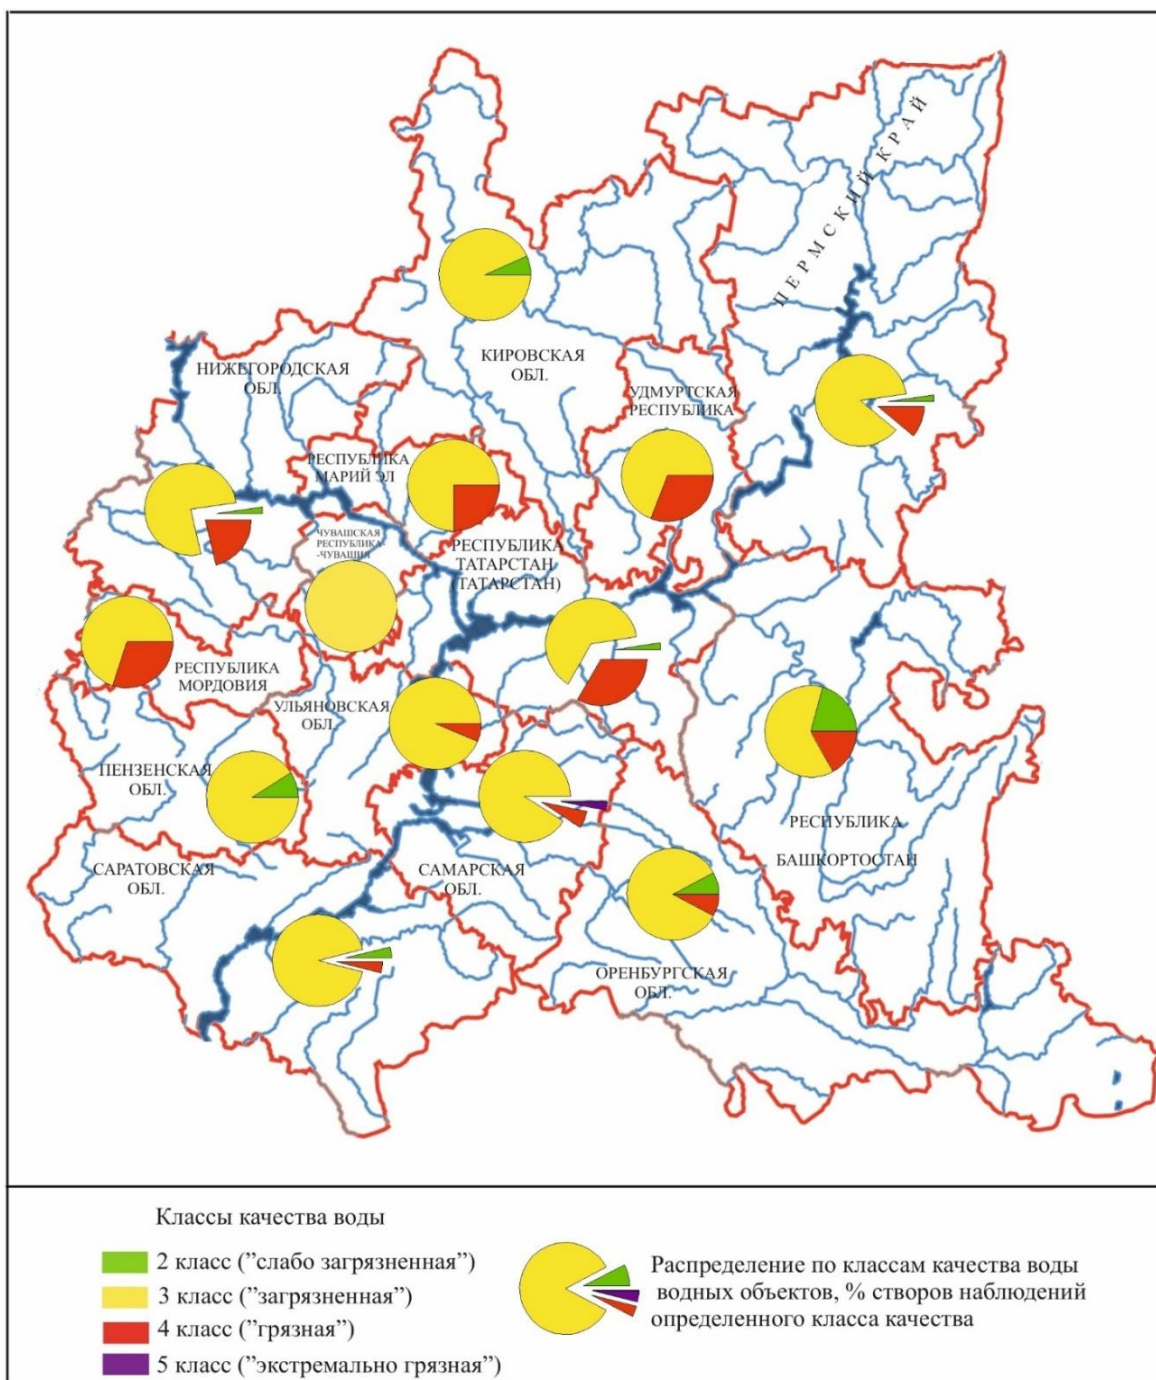 ПЕРМСКИЙ КРАЙ
НИЖЕГОРОДСКАЯ
ОБЛ.
КИРОВСКАЯ
ОБЛ.
УДМУРТСКАЯ
РЕСПУБЛИКА
РЕСПУБЛИКА
МАРИЙ ЭЛ
ЧУВАШСКАЯ
РЕСПУБЛИКА-
-ЧУВАШИЯ
РЕСПУБЛИКА
ТАТАРСТАН
(ТАТАРСТАН)
РЕСПУБЛИКА
МОРДОВИЯ
УЛЬЯНОВСКАЯ
ОБЛ.
ПЕНЗЕНСКАЯ
ОБЛ.
САРАТОВСКАЯ
ОБЛ.
САМАРСКАЯ
ОБЛ.
РЕСПУБЛИКА
БАШКОРТОСТАН
ОРЕНБУРГСКАЯ
ОБЛ.
Классы качества воды
2 класс (”слабо загрязненная”)
3 класс (”загрязненная”)
4 класс (”грязная”)
5 класс (”экстремально грязная”)
Распределение по классам качества воды
водных объектов, % створов наблюдений
определенного класса качества